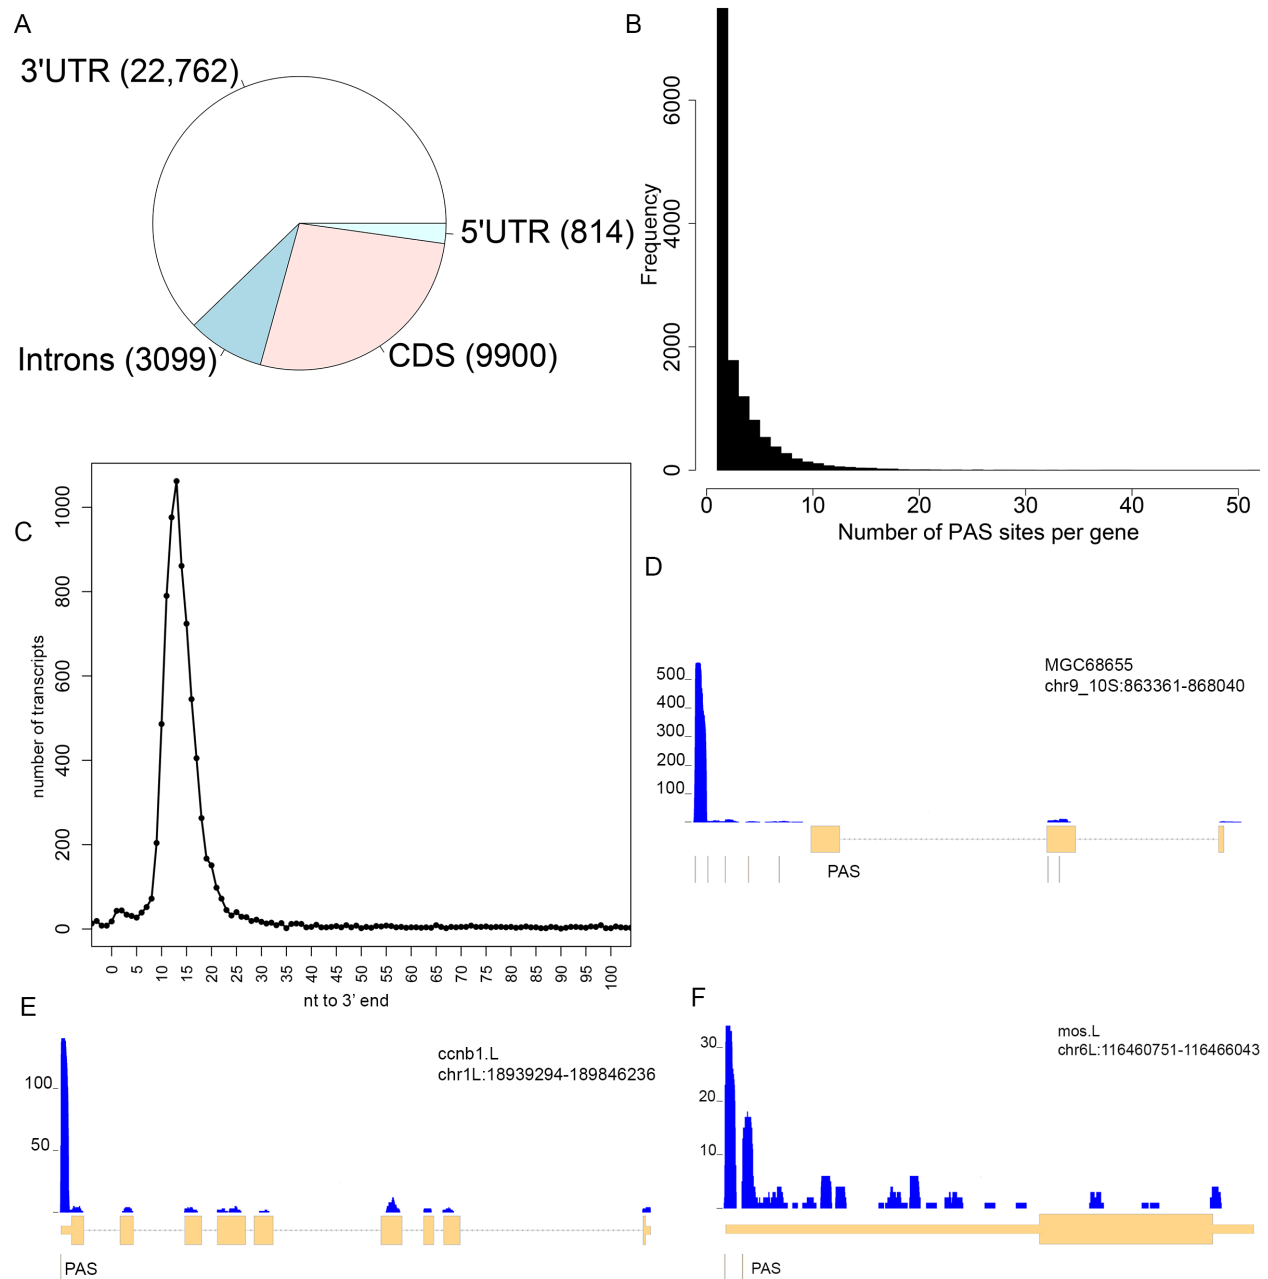 A
3'UTR (22,762)
5'UTR (814)
Introns (3099)
CDS (9900)
B
Frequency
0
2000
4000
6000
0 10 20 30 40 50
Number of PAS sites per gene
C
number of transcripts
0
200
400
600
800
1000
0 5 10 15 20 25 30 35 40 45 50 55 60 65 70 75 80 85 90 95 100
nt to 3’ end
D
MGC68655
chr9_10S:863361-868040
500
400
300
200
100
PAS
E
ccnb1.L
chr1L:18939294-189846236
100
50
PAS
F
mos.L
chr6L:116460751-116466043
30
20
10
PAS